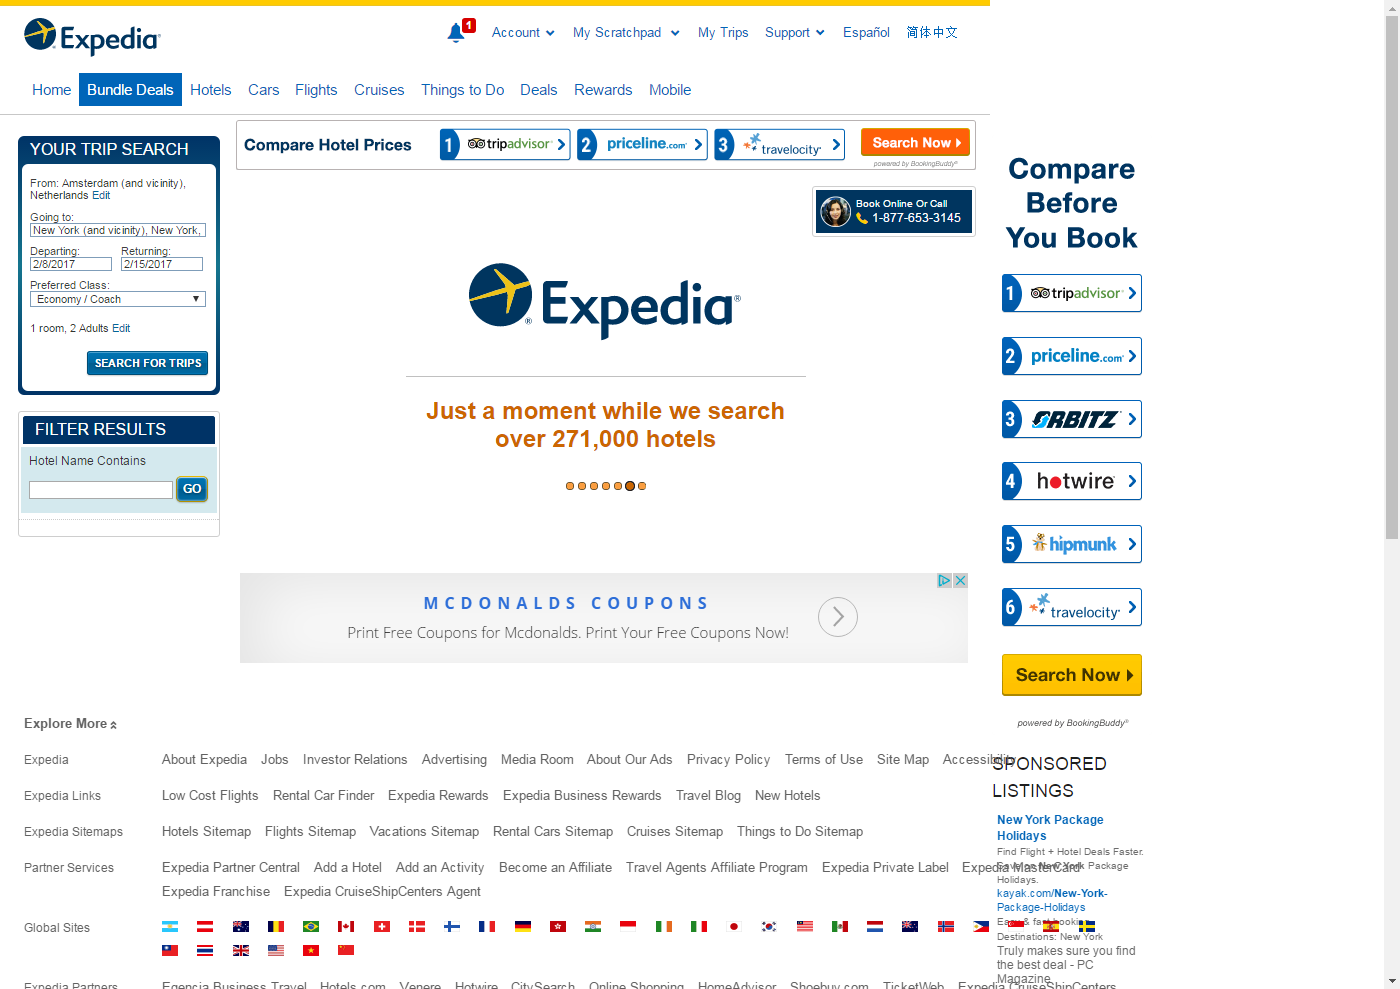 Expedia
1
Account
My Scratchpad
My Trips
Support
Español
简体中文
Home
Bundle Deals
Hotels
Cars
Flights
Cruises
Things to Do
Deals
Rewards
Mobile
YOUR TRIP SEARCH
From: Amsterdam (and vicinity),
Netherlands Edit
Going to:
New York (and vicinity), New York,
Departing: Returning:
2/8/2017 2/15/2017
Preferred Class:
Economy / Coach
1 room, 2 Adults Edit
SEARCH FOR TRIPS
FILTER RESULTS
Hotel Name Contains
GO
Compare Hotel Prices
1 tripadvisor
2 priceline.com
3 travelocity
Search Now
powered by BookingBuddy®
Book Online Or Call
1-877-653-3145
Expedia®
Just a moment while we search
over 271,000 hotels
MCDONALDS COUPONS
Print Free Coupons for Mcdonalds. Print Your Free Coupons Now!
Compare
Before
You Book
1 tripadvisor
2 priceline.com
3 ORBITZ
4 hotwire
5 hipmunk
6 travelocity
Search Now
powered by BookingBuddy®
SPONSORED
LISTINGS
New York Package
Holidays
Find Flight + Hotel Deals Faster.
Save on New York Package
Holidays.
kayak.com/New-York-
Package-Holidays
Easy & fast booking
Destinations: New York
Truly makes sure you find
the best deal - PC
Magazine
Explore More
Expedia
About Expedia Jobs Investor Relations Advertising Media Room About Our Ads Privacy Policy Terms of Use Site Map Accessibility
Expedia Links
Low Cost Flights Rental Car Finder Expedia Rewards Expedia Business Rewards Travel Blog New Hotels
Expedia Sitemaps
Hotels Sitemap Flights Sitemap Vacations Sitemap Rental Cars Sitemap Cruises Sitemap Things to Do Sitemap
Partner Services
Expedia Partner Central Add a Hotel Add an Activity Become an Affiliate Travel Agents Affiliate Program Expedia Private Label Expedia MasterCard
Expedia Franchise Expedia CruiseShipCenters Agent
Global Sites
Expedia Partners
Egencia Business Travel Hotels.com Venere Hotwire CitySearch Online Shopping HomeAdvisor Shoebuy.com TicketWeb Expedia CruiseShipCenters